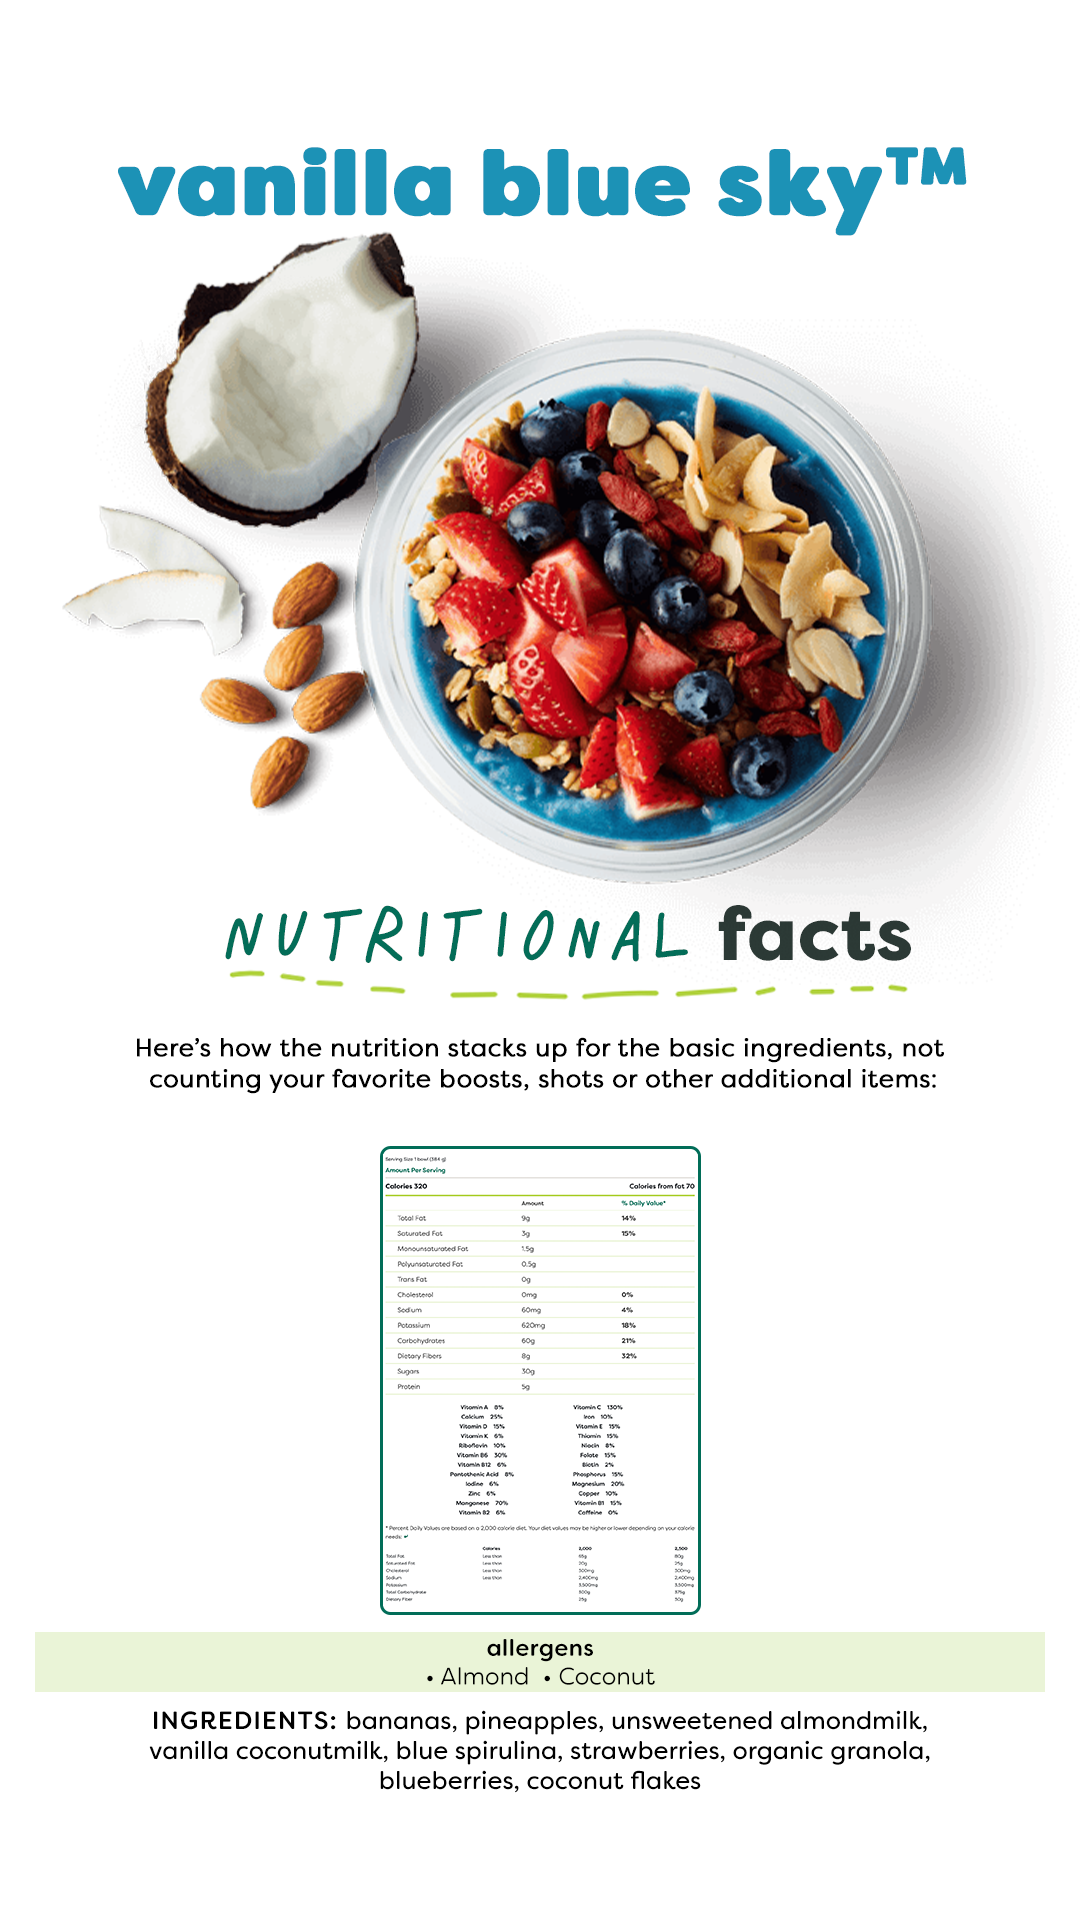 vanilla blue sky™
NUTRITIONAL facts
Here's how the nutrition stacks up for the basic ingredients, not
counting your favorite boosts, shots or other additional items:
Serving Size 1 bowl (384 g)
Amount Per Serving
Calories 320 Calories from fat 70
Amount % Daily Value*
Total Fat 9g 14%
Saturated Fat 3g 15%
Monounsaturated Fat 1.5g
Polyunsaturated Fat 0.5g
Trans Fat 0g
Cholesterol 0mg 0%
Sodium 60mg 4%
Potassium 620mg 18%
Carbohydrates 60g 21%
Dietary Fibers 8g 32%
Sugars 30g
Protein 5g
Vitamin A 8% Vitamin C 130%
Calcium 25% Iron 10%
Vitamin D 15% Vitamin E 15%
Vitamin K 6% Thiamin 15%
Riboflavin 10% Niacin 8%
Vitamin B6 30% Folate 15%
Vitamin B12 6% Biotin 2%
Pantothenic Acid 8% Phosphorus 15%
Iodine 6% Magnesium 20%
Zinc 6% Copper 10%
Manganese 70% Vitamin B1 15%
Vitamin B2 6% Caffeine 0%
* Percent Daily Values are based on a 2,000 calorie diet. Your diet values may be higher or lower depending on your calorie
needs: ↵
Calories 2,000 2,500
Total Fat Less than 65g 80g
Saturated Fat Less than 20g 25g
Cholesterol Less than 300mg 300mg
Sodium Less than 2,400mg 2,400mg
Potassium 3,500mg 3,500mg
Total Carbohydrate 300g 375g
Dietary Fiber 25g 30g
allergens
• Almond • Coconut
INGREDIENTS: bananas, pineapples, unsweetened almondmilk,
vanilla coconutmilk, blue spirulina, strawberries, organic granola,
blueberries, coconut flakes